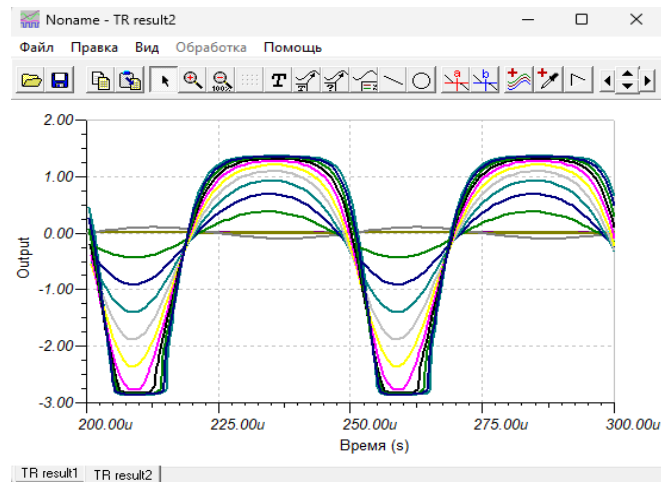 Noname - TR result2
Файл Правка Вид Обработка Помощь
T
100%
T
?
a
b
2.00
1.00
0.00
-1.00
-2.00
-3.00
Output
200.00u 225.00u 250.00u 275.00u 300.00u
Время (s)
TR result1 TR result2